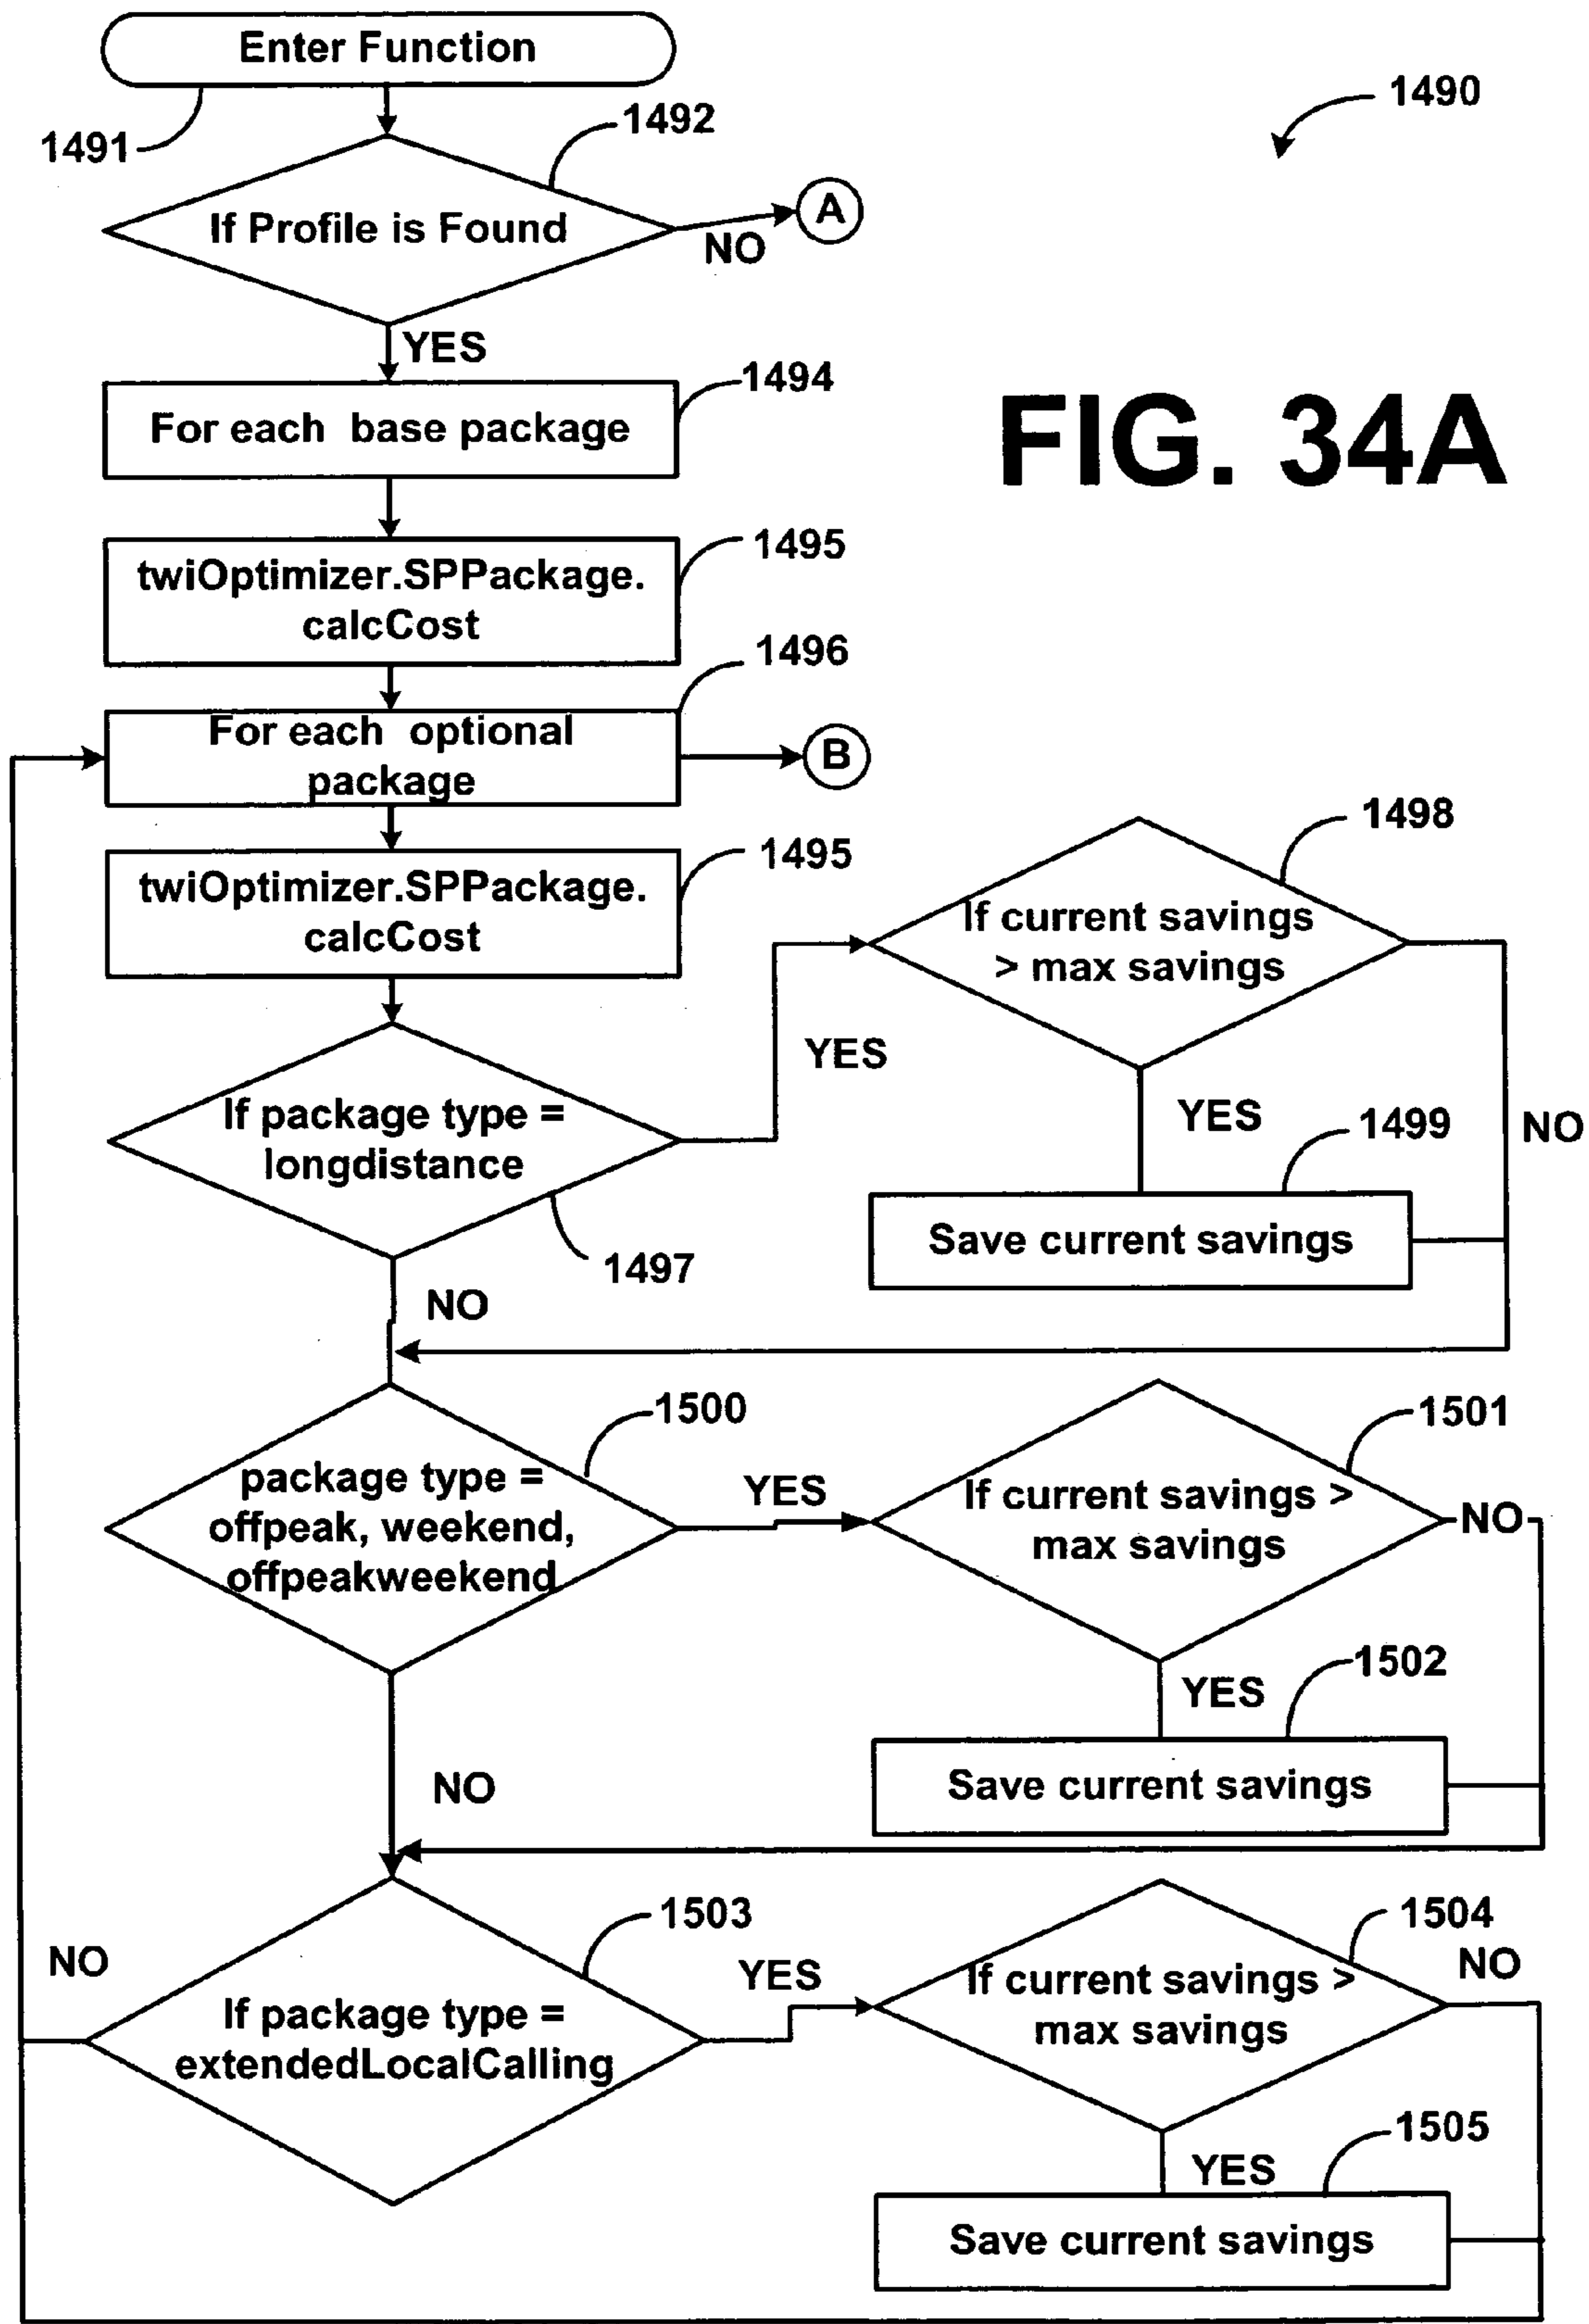 Enter Function
1490
1491
1492
If Profile is Found
A
NO
YES
1494
For each base package
FIG. 34A
1495
twiOptimizer.SPPackage.
calcCost
1496
For each optional
package
B
1495
twiOptimizer.SPPackage.
calcCost
1498
If current savings
> max savings
YES
If package type =
longdistance
YES
1499
NO
Save current savings
1497
NO
1500
1501
package type =
offpeak, weekend,
offpeakweekend
YES
If current savings >
max savings
NO
YES
1502
Save current savings
NO
1503
1504
NO
YES
If current savings >
max savings
NO
If package type =
extendedLocalCalling
1505
YES
Save current savings